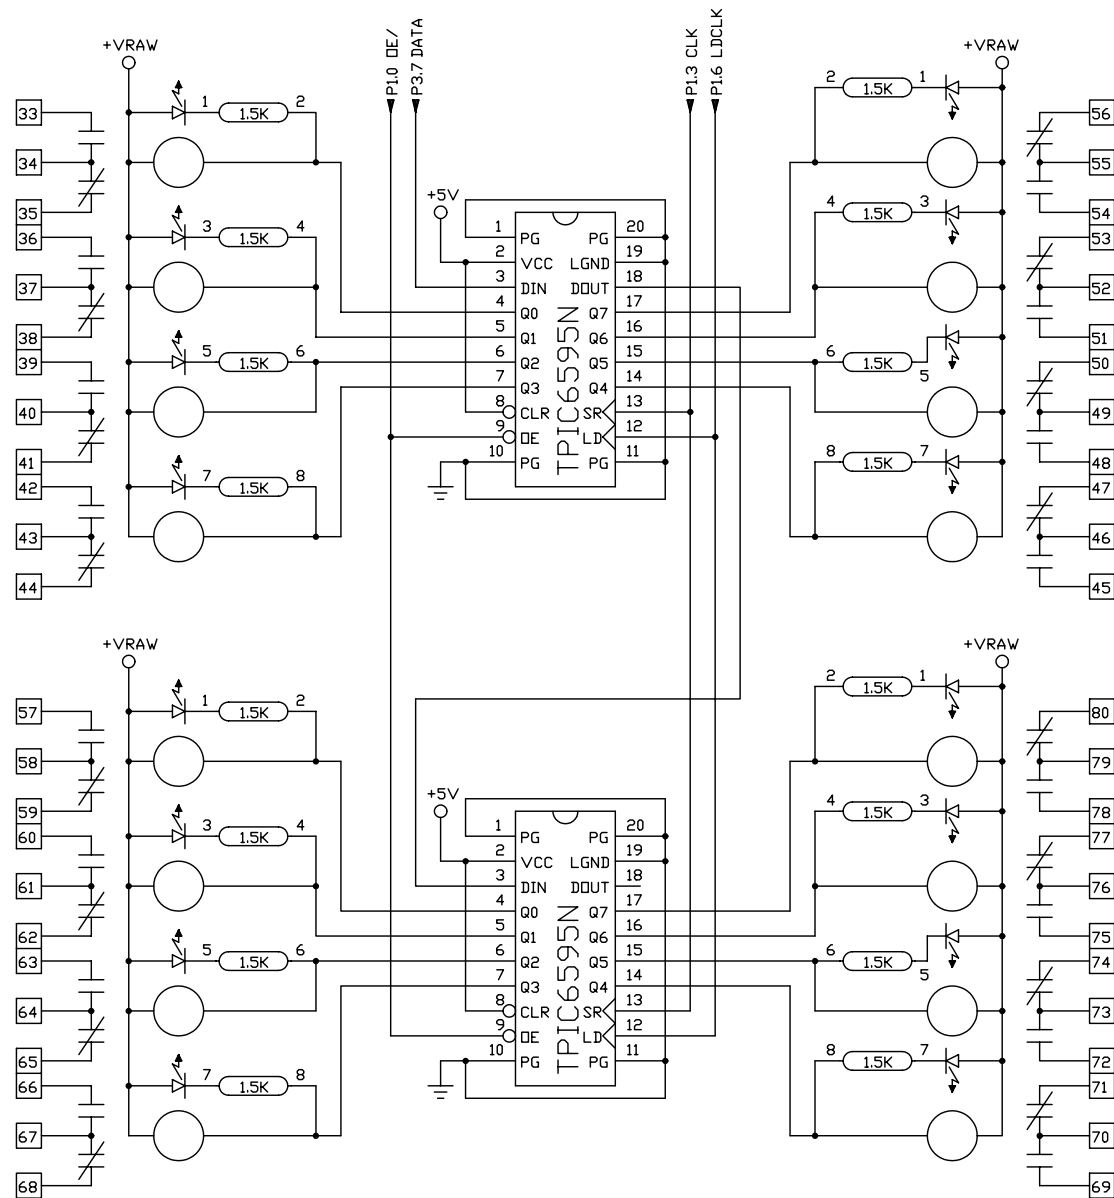 P1.0 OE/
P3.7 DATA
P1.3 CLK
P1.6 LDCLK
+VRAW
+VRAW
33
1 1.5K 2
2 1.5K 1
56
34
55
35
3 1.5K 4
+5V
4 1.5K 3
54
36
1 PG
PG 20
53
2 VCC
LGND 19
37
3 DIN
DOUT 18
52
4 Q0
Q7 17
38
5 Q1
Q6 16
51
39
5 1.5K 6
6 Q2
Q5 15
6 1.5K 5
50
7 Q3
Q4 14
40
8 CLR
SR 13
49
9 OE
LD 12
41
10 PG
PG 11
8 1.5K 7
48
TPIC6595N
42
7 1.5K 8
47
43
46
44
45
+VRAW
+VRAW
57
1 1.5K 2
2 1.5K 1
80
58
79
59
+5V
78
60
3 1.5K 4
4 1.5K 3
77
1 PG
PG 20
2 VCC
LGND 19
61
3 DIN
DOUT 18
76
4 Q0
Q7 17
62
5 Q1
Q6 16
75
63
5 1.5K 6
6 Q2
Q5 15
6 1.5K 5
74
7 Q3
Q4 14
64
8 CLR
SR 13
73
9 OE
LD 12
65
10 PG
PG 11
8 1.5K 7
72
TPIC6595N
66
7 1.5K 8
71
67
70
68
69